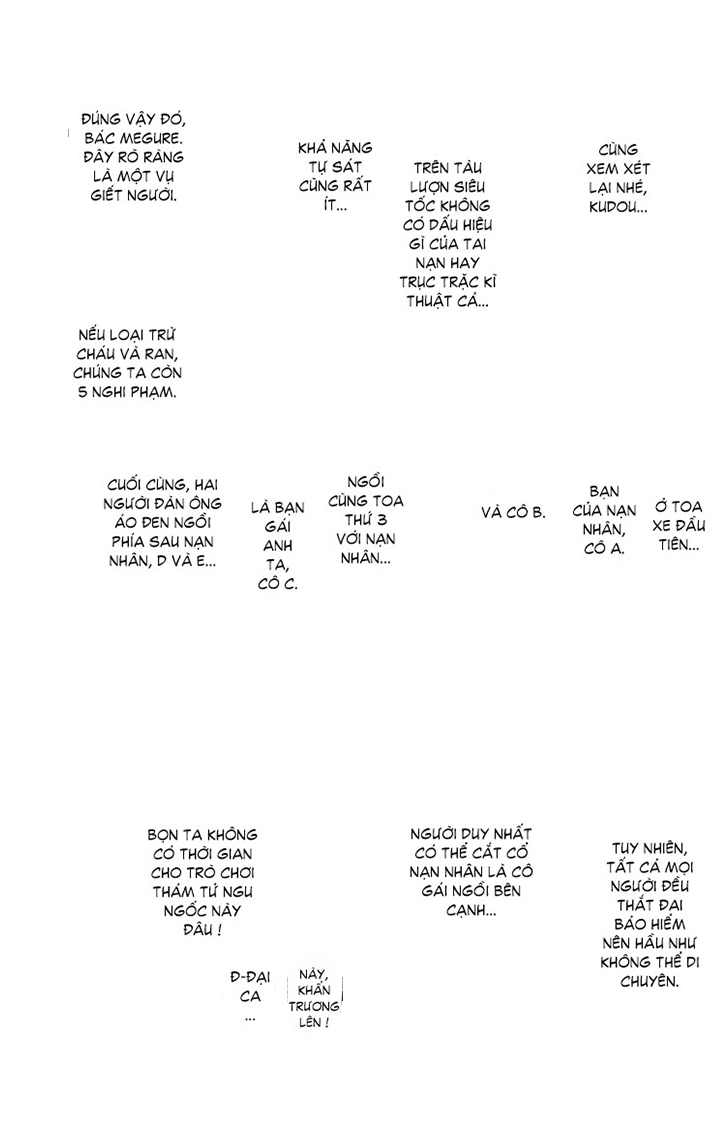 CÙNG
XEM XÉT
LẠI NHÉ,
KUDOU...
TRÊN TÀU
LƯỢN SIÊU
TỐC KHÔNG
CÓ DẤU HIỆU
GÌ CỦA TAI
NẠN HAY
TRỤC TRẶC KĨ
THUẬT CẢ...
KHẢ NĂNG
TỰ SÁT
CŨNG RẤT
ÍT...
ĐÚNG VẬY ĐÓ,
BÁC MEGURE.
ĐÂY RÕ RÀNG
LÀ MỘT VỤ
GIẾT NGƯỜI.
NẾU LOẠI TRỪ
CHÁU VÀ RAN,
CHÚNG TA CÒN
5 NGHI PHẠM.
Ở TOA
XE ĐẦU
TIÊN...
BẠN
CỦA NẠN
NHÂN,
CÔ A.
VÀ CÔ B.
NGỒI
CÙNG TOA
THỨ 3
VỚI NẠN
NHÂN...
LÀ BẠN
GÁI
ANH
TA,
CÔ C.
CUỐI CÙNG, HAI
NGƯỜI ĐÀN ÔNG
ÁO ĐEN NGỒI
PHÍA SAU NẠN
NHÂN, D VÀ E...
TUY NHIÊN,
TẤT CẢ MỌI
NGƯỜI ĐỀU
THẮT ĐAI
BẢO HIỂM
NÊN HẦU NHƯ
KHÔNG THỂ DI
CHUYỂN.
NGƯỜI DUY NHẤT
CÓ THỂ CẮT CỔ
NẠN NHÂN LÀ CÔ
GÁI NGỒI BÊN
CẠNH...
NÀY,
KHẨN
TRƯƠNG
LÊN !
Đ-ĐẠI
CA
...
BỌN TA KHÔNG
CÓ THỜI GIAN
CHO TRÒ CHƠI
THÁM TỬ NGU
NGỐC NÀY
ĐÂU !